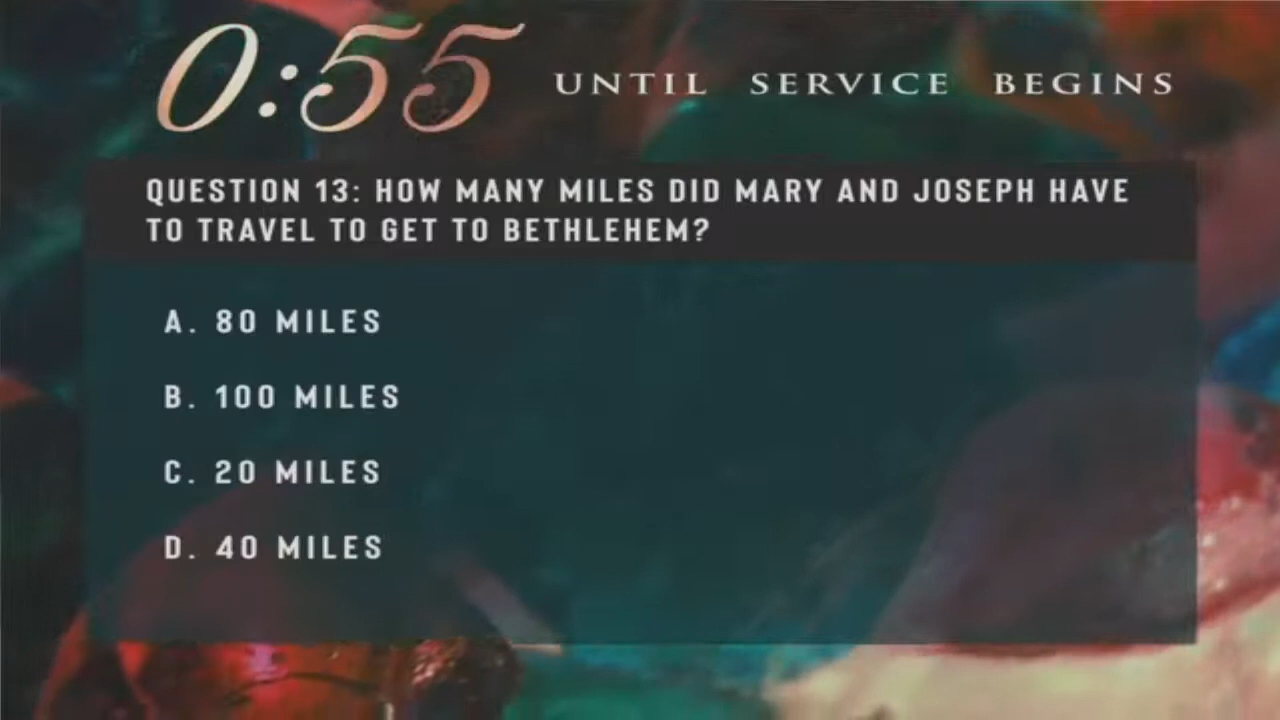 0:55 UNTIL SERVICE BEGINS
QUESTION 13: HOW MANY MILES DID MARY AND JOSEPH HAVE
TO TRAVEL TO GET TO BETHLEHEM?
A. 80 MILES
B. 100 MILES
C. 20 MILES
D. 40 MILES